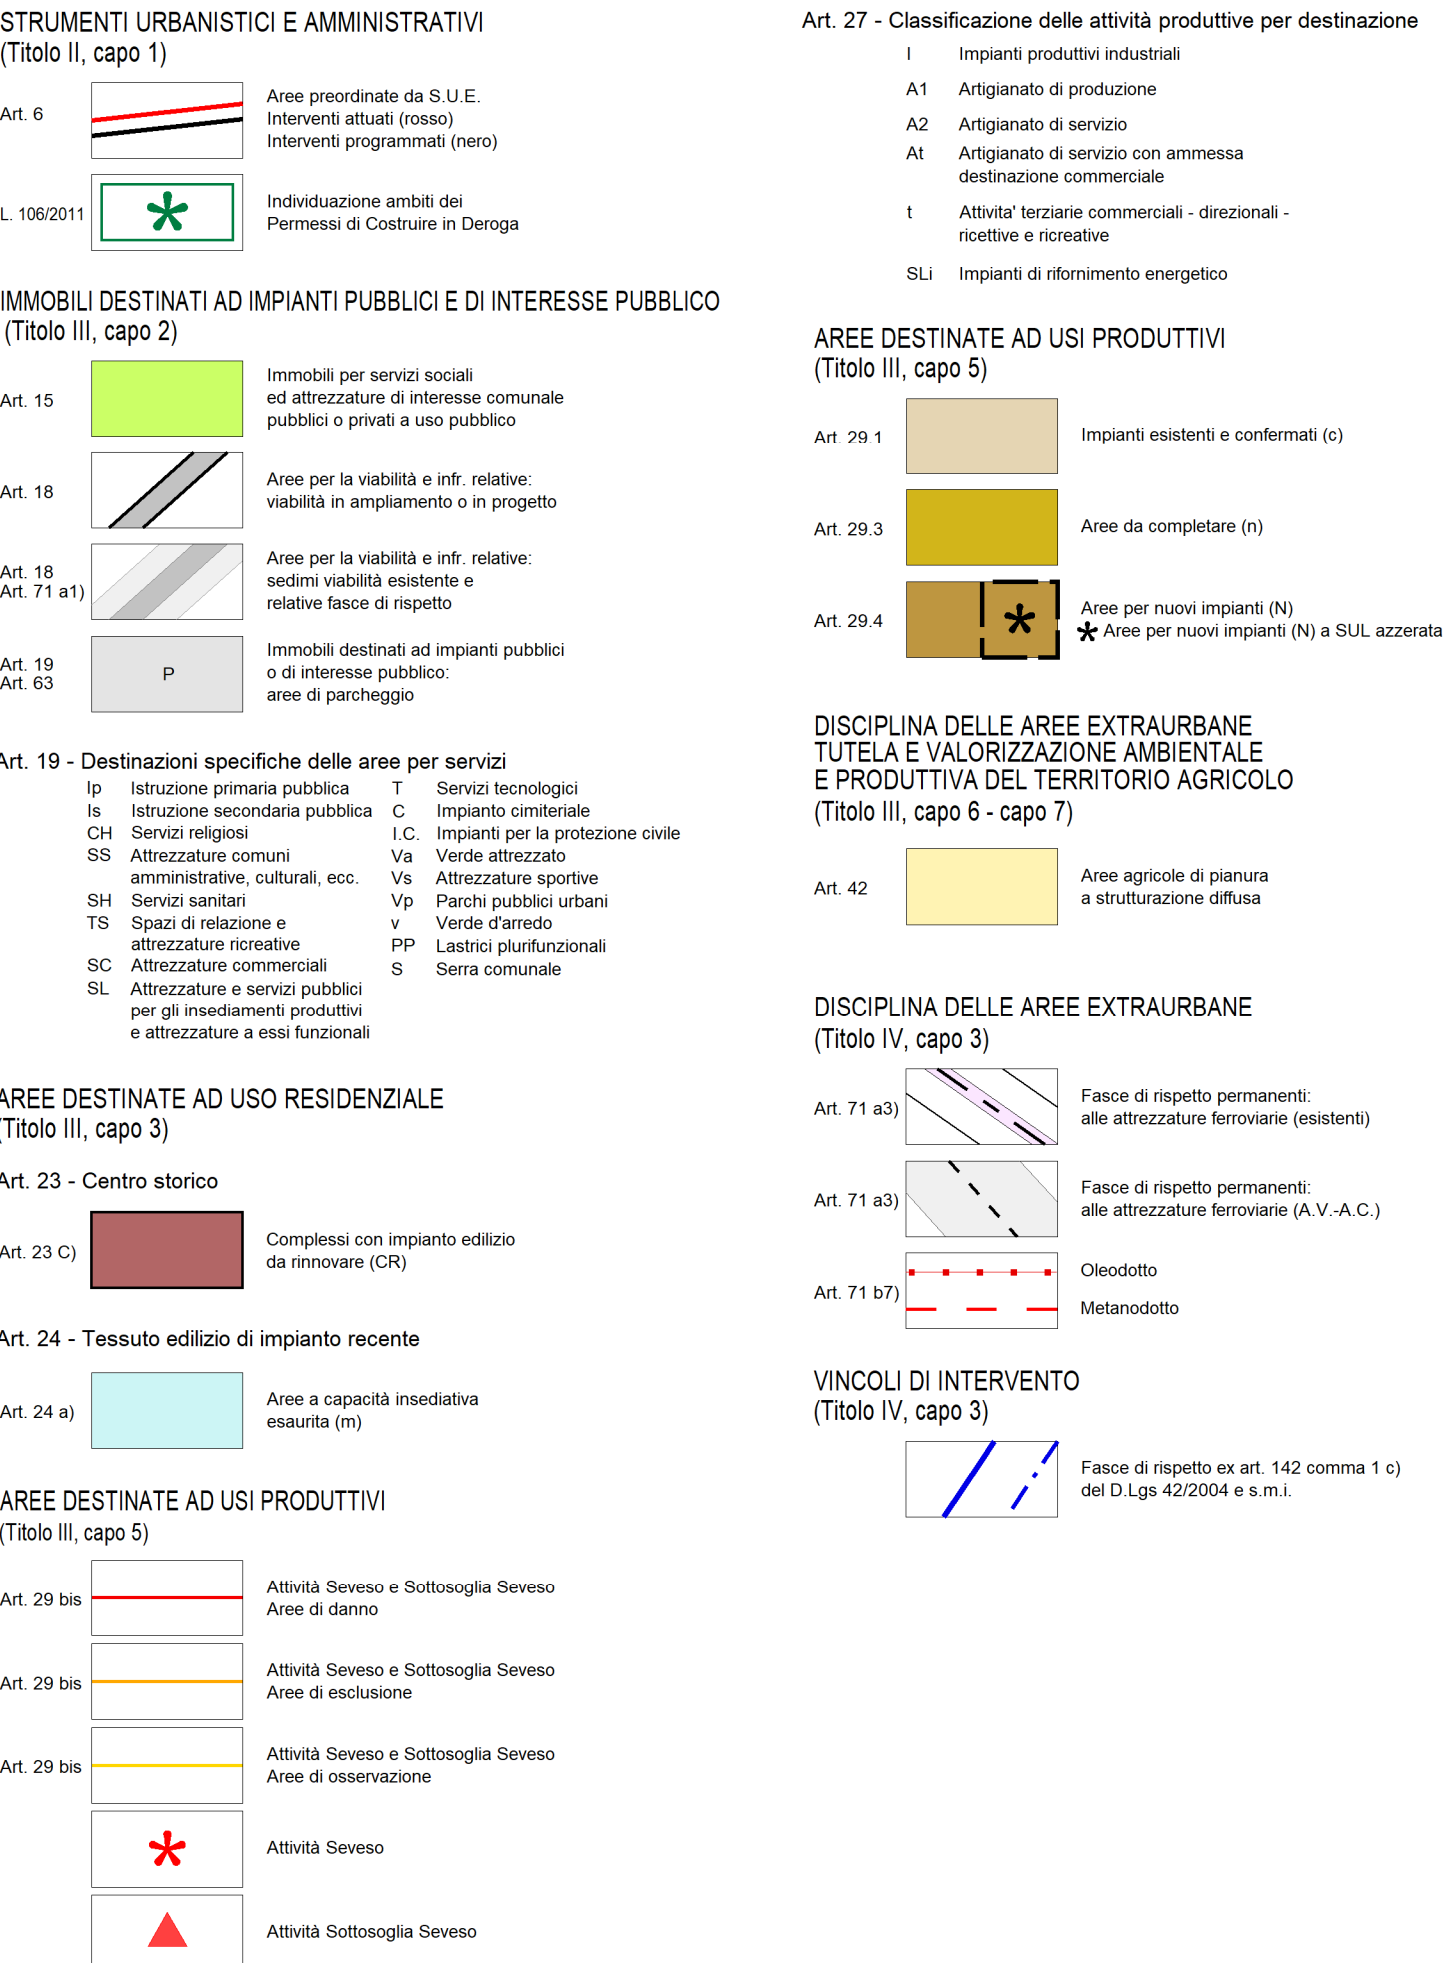 STRUMENTI URBANISTICI E AMMINISTRATIVI
(Titolo II, capo 1)
Art. 6
Aree preordinate da S.U.E.
Interventi attuati (rosso)
Interventi programmati (nero)
L. 106/2011
Individuazione ambiti dei
Permessi di Costruire in Deroga
IMMOBILI DESTINATI AD IMPIANTI PUBBLICI E DI INTERESSE PUBBLICO
(Titolo III, capo 2)
Art. 15
Immobili per servizi sociali
ed attrezzature di interesse comunale
pubblici o privati a uso pubblico
Art. 18
Aree per la viabilità e infr. relative:
viabilità in ampliamento o in progetto
Art. 18
Art. 71 a1)
Aree per la viabilità e infr. relative:
sedimi viabilità esistente e
relative fasce di rispetto
Art. 19
Art. 63
P
Immobili destinati ad impianti pubblici
o di interesse pubblico:
aree di parcheggio
Art. 19 - Destinazioni specifiche delle aree per servizi
Ip Istruzione primaria pubblica
Is Istruzione secondaria pubblica
CH Servizi religiosi
SS Attrezzature comuni
amministrative, culturali, ecc.
SH Servizi sanitari
TS Spazi di relazione e
attrezzature ricreative
SC Attrezzature commerciali
SL Attrezzature e servizi pubblici
per gli insediamenti produttivi
e attrezzature a essi funzionali
T Servizi tecnologici
C Impianto cimiteriale
I.C. Impianti per la protezione civile
Va Verde attrezzato
Vs Attrezzature sportive
Vp Parchi pubblici urbani
v Verde d'arredo
PP Lastrici plurifunzionali
S Serra comunale
AREE DESTINATE AD USO RESIDENZIALE
(Titolo III, capo 3)
Art. 23 - Centro storico
Art. 23 C)
Complessi con impianto edilizio
da rinnovare (CR)
Art. 24 - Tessuto edilizio di impianto recente
Art. 24 a)
Aree a capacità insediativa
esaurita (m)
AREE DESTINATE AD USI PRODUTTIVI
(Titolo III, capo 5)
Art. 29 bis
Attività Seveso e Sottosoglia Seveso
Aree di danno
Art. 29 bis
Attività Seveso e Sottosoglia Seveso
Aree di esclusione
Art. 29 bis
Attività Seveso e Sottosoglia Seveso
Aree di osservazione
Attività Seveso
Attività Sottosoglia Seveso
Art. 27 - Classificazione delle attività produttive per destinazione
I Impianti produttivi industriali
A1 Artigianato di produzione
A2 Artigianato di servizio
At Artigianato di servizio con ammessa
destinazione commerciale
t Attivita' terziarie commerciali - direzionali -
ricettive e ricreative
SLi Impianti di rifornimento energetico
AREE DESTINATE AD USI PRODUTTIVI
(Titolo III, capo 5)
Art. 29.1
Impianti esistenti e confermati (c)
Art. 29.3
Aree da completare (n)
Art. 29.4
Aree per nuovi impianti (N)
* Aree per nuovi impianti (N) a SUL azzerata
DISCIPLINA DELLE AREE EXTRAURBANE
TUTELA E VALORIZZAZIONE AMBIENTALE
E PRODUTTIVA DEL TERRITORIO AGRICOLO
(Titolo III, capo 6 - capo 7)
Art. 42
Aree agricole di pianura
a strutturazione diffusa
DISCIPLINA DELLE AREE EXTRAURBANE
(Titolo IV, capo 3)
Art. 71 a3)
Fasce di rispetto permanenti:
alle attrezzature ferroviarie (esistenti)
Art. 71 a3)
Fasce di rispetto permanenti:
alle attrezzature ferroviarie (A.V.-A.C.)
Art. 71 b7)
Oleodotto
Metanodotto
VINCOLI DI INTERVENTO
(Titolo IV, capo 3)
Fasce di rispetto ex art. 142 comma 1 c)
del D.Lgs 42/2004 e s.m.i.